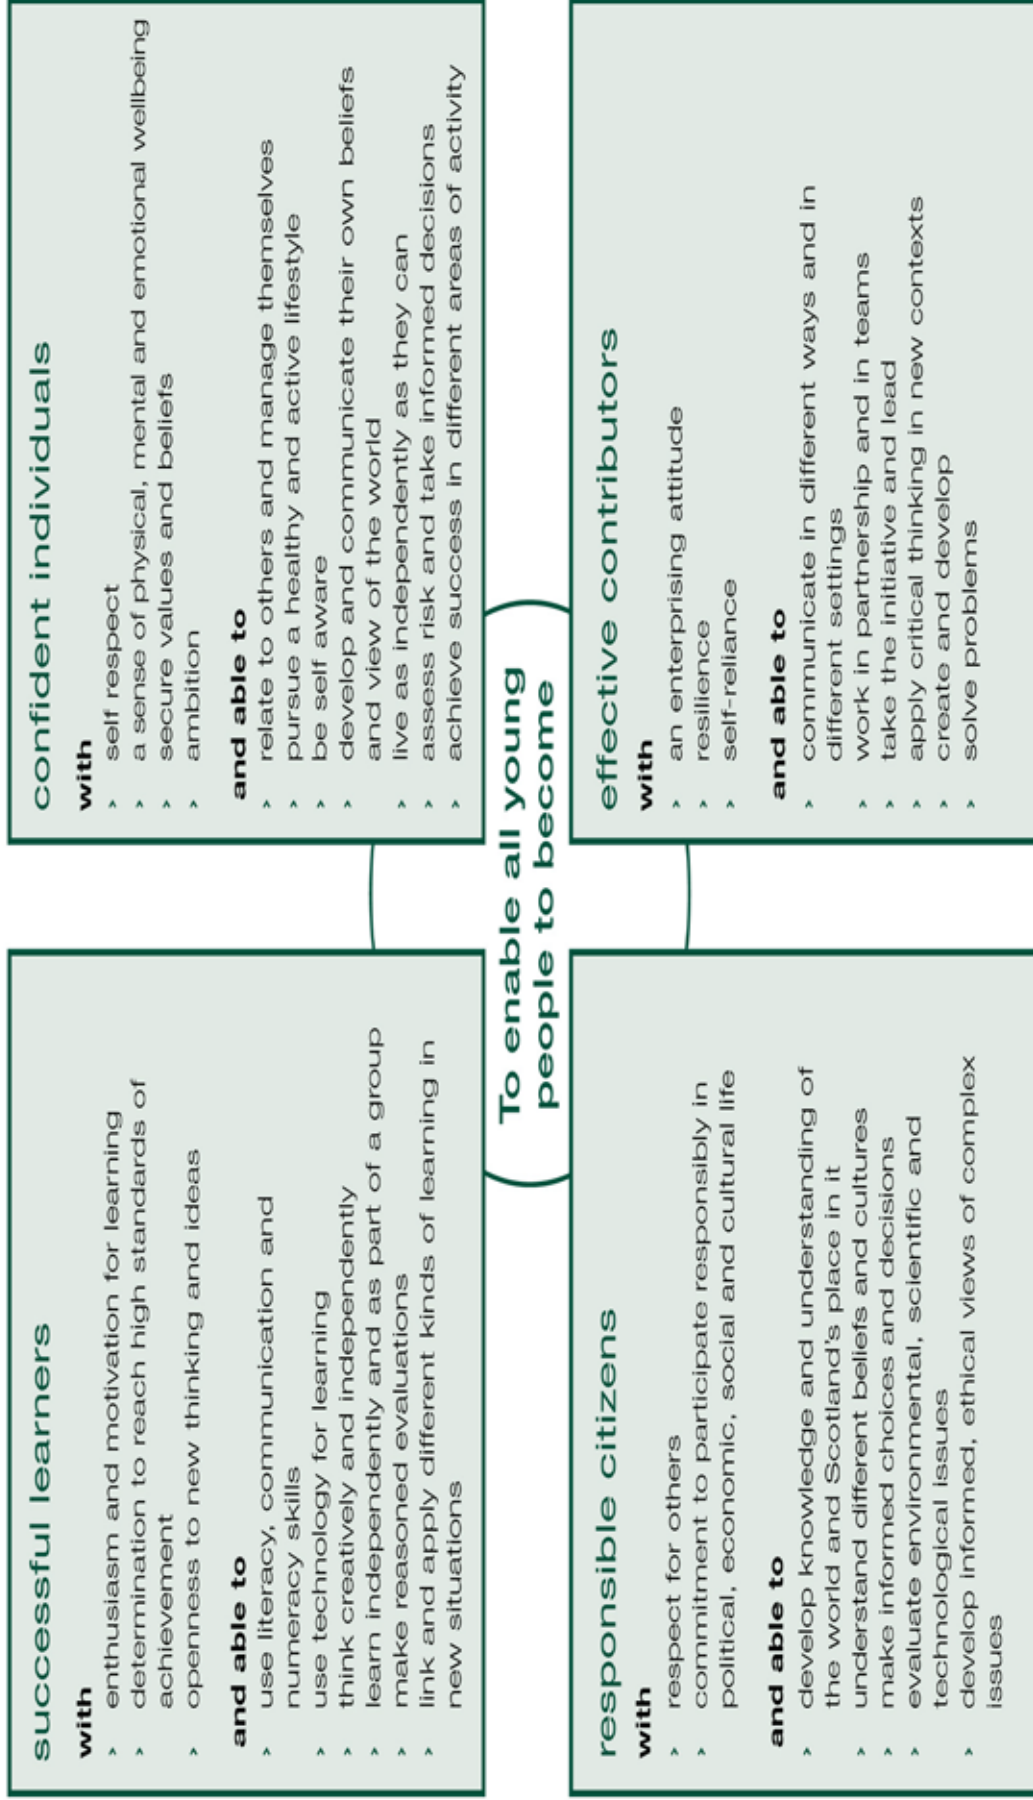 successful learners
with
› enthusiasm and motivation for learning
› determination to reach high standards of
achievement
› openness to new thinking and ideas
and able to
› use literacy, communication and
numeracy skills
› use technology for learning
› think creatively and independently
› learn independently and as part of a group
› make reasoned evaluations
› link and apply different kinds of learning in
new situations
confident individuals
with
› self respect
› a sense of physical, mental and emotional wellbeing
› secure values and beliefs
› ambition
and able to
› relate to others and manage themselves
› pursue a healthy and active lifestyle
› be self aware
› develop and communicate their own beliefs
and view of the world
› live as independently as they can
› assess risk and take informed decisions
› achieve success in different areas of activity
To enable all young
people to become
responsible citizens
with
› respect for others
› commitment to participate responsibly in
political, economic, social and cultural life
and able to
› develop knowledge and understanding of
the world and Scotland's place in it
› understand different beliefs and cultures
› make informed choices and decisions
› evaluate environmental, scientific and
technological issues
› develop informed, ethical views of complex
issues
effective contributors
with
› an enterprising attitude
› resilience
› self-reliance
and able to
› communicate in different ways and in
different settings
› work in partnership and in teams
› take the initiative and lead
› apply critical thinking in new contexts
› create and develop
› solve problems